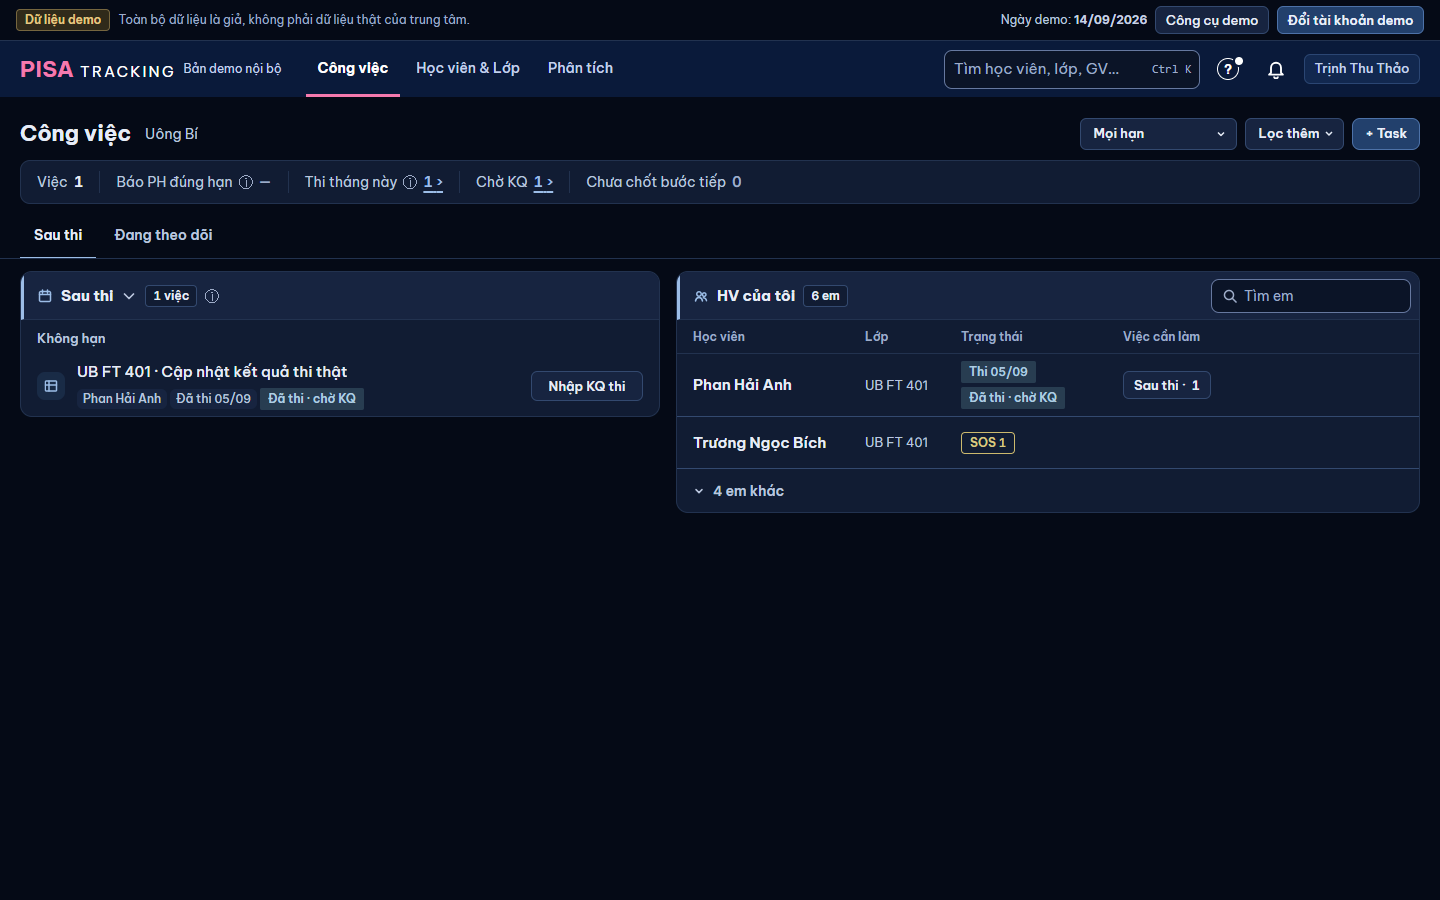 Dữ liệu demo Toàn bộ dữ liệu là giả, không phải dữ liệu thật của trung tâm. Ngày demo: 14/09/2026 Công cụ demo Đổi tài khoản demo
PISA TRACKING Bản demo nội bộ Công việc Học viên & Lớp Phân tích Tìm học viên, lớp, GV... Ctrl K ? Trịnh Thu Thảo
Công việc Uông Bí Mọi hạn Lọc thêm + Task
Việc 1 Báo PH đúng hạn — Thi tháng này 1 > Chờ KQ 1 > Chưa chốt bước tiếp 0
Sau thi Đang theo dõi
Sau thi 1 việc
Không hạn
UB FT 401 · Cập nhật kết quả thi thật
Phan Hải Anh Đã thi 05/09 Đã thi · chờ KQ
Nhập KQ thi
HV của tôi 6 em Tìm em
Học viên Lớp Trạng thái Việc cần làm
Phan Hải Anh UB FT 401 Thi 05/09
Đã thi · chờ KQ
Sau thi · 1
Trương Ngọc Bích UB FT 401 SOS 1
4 em khác